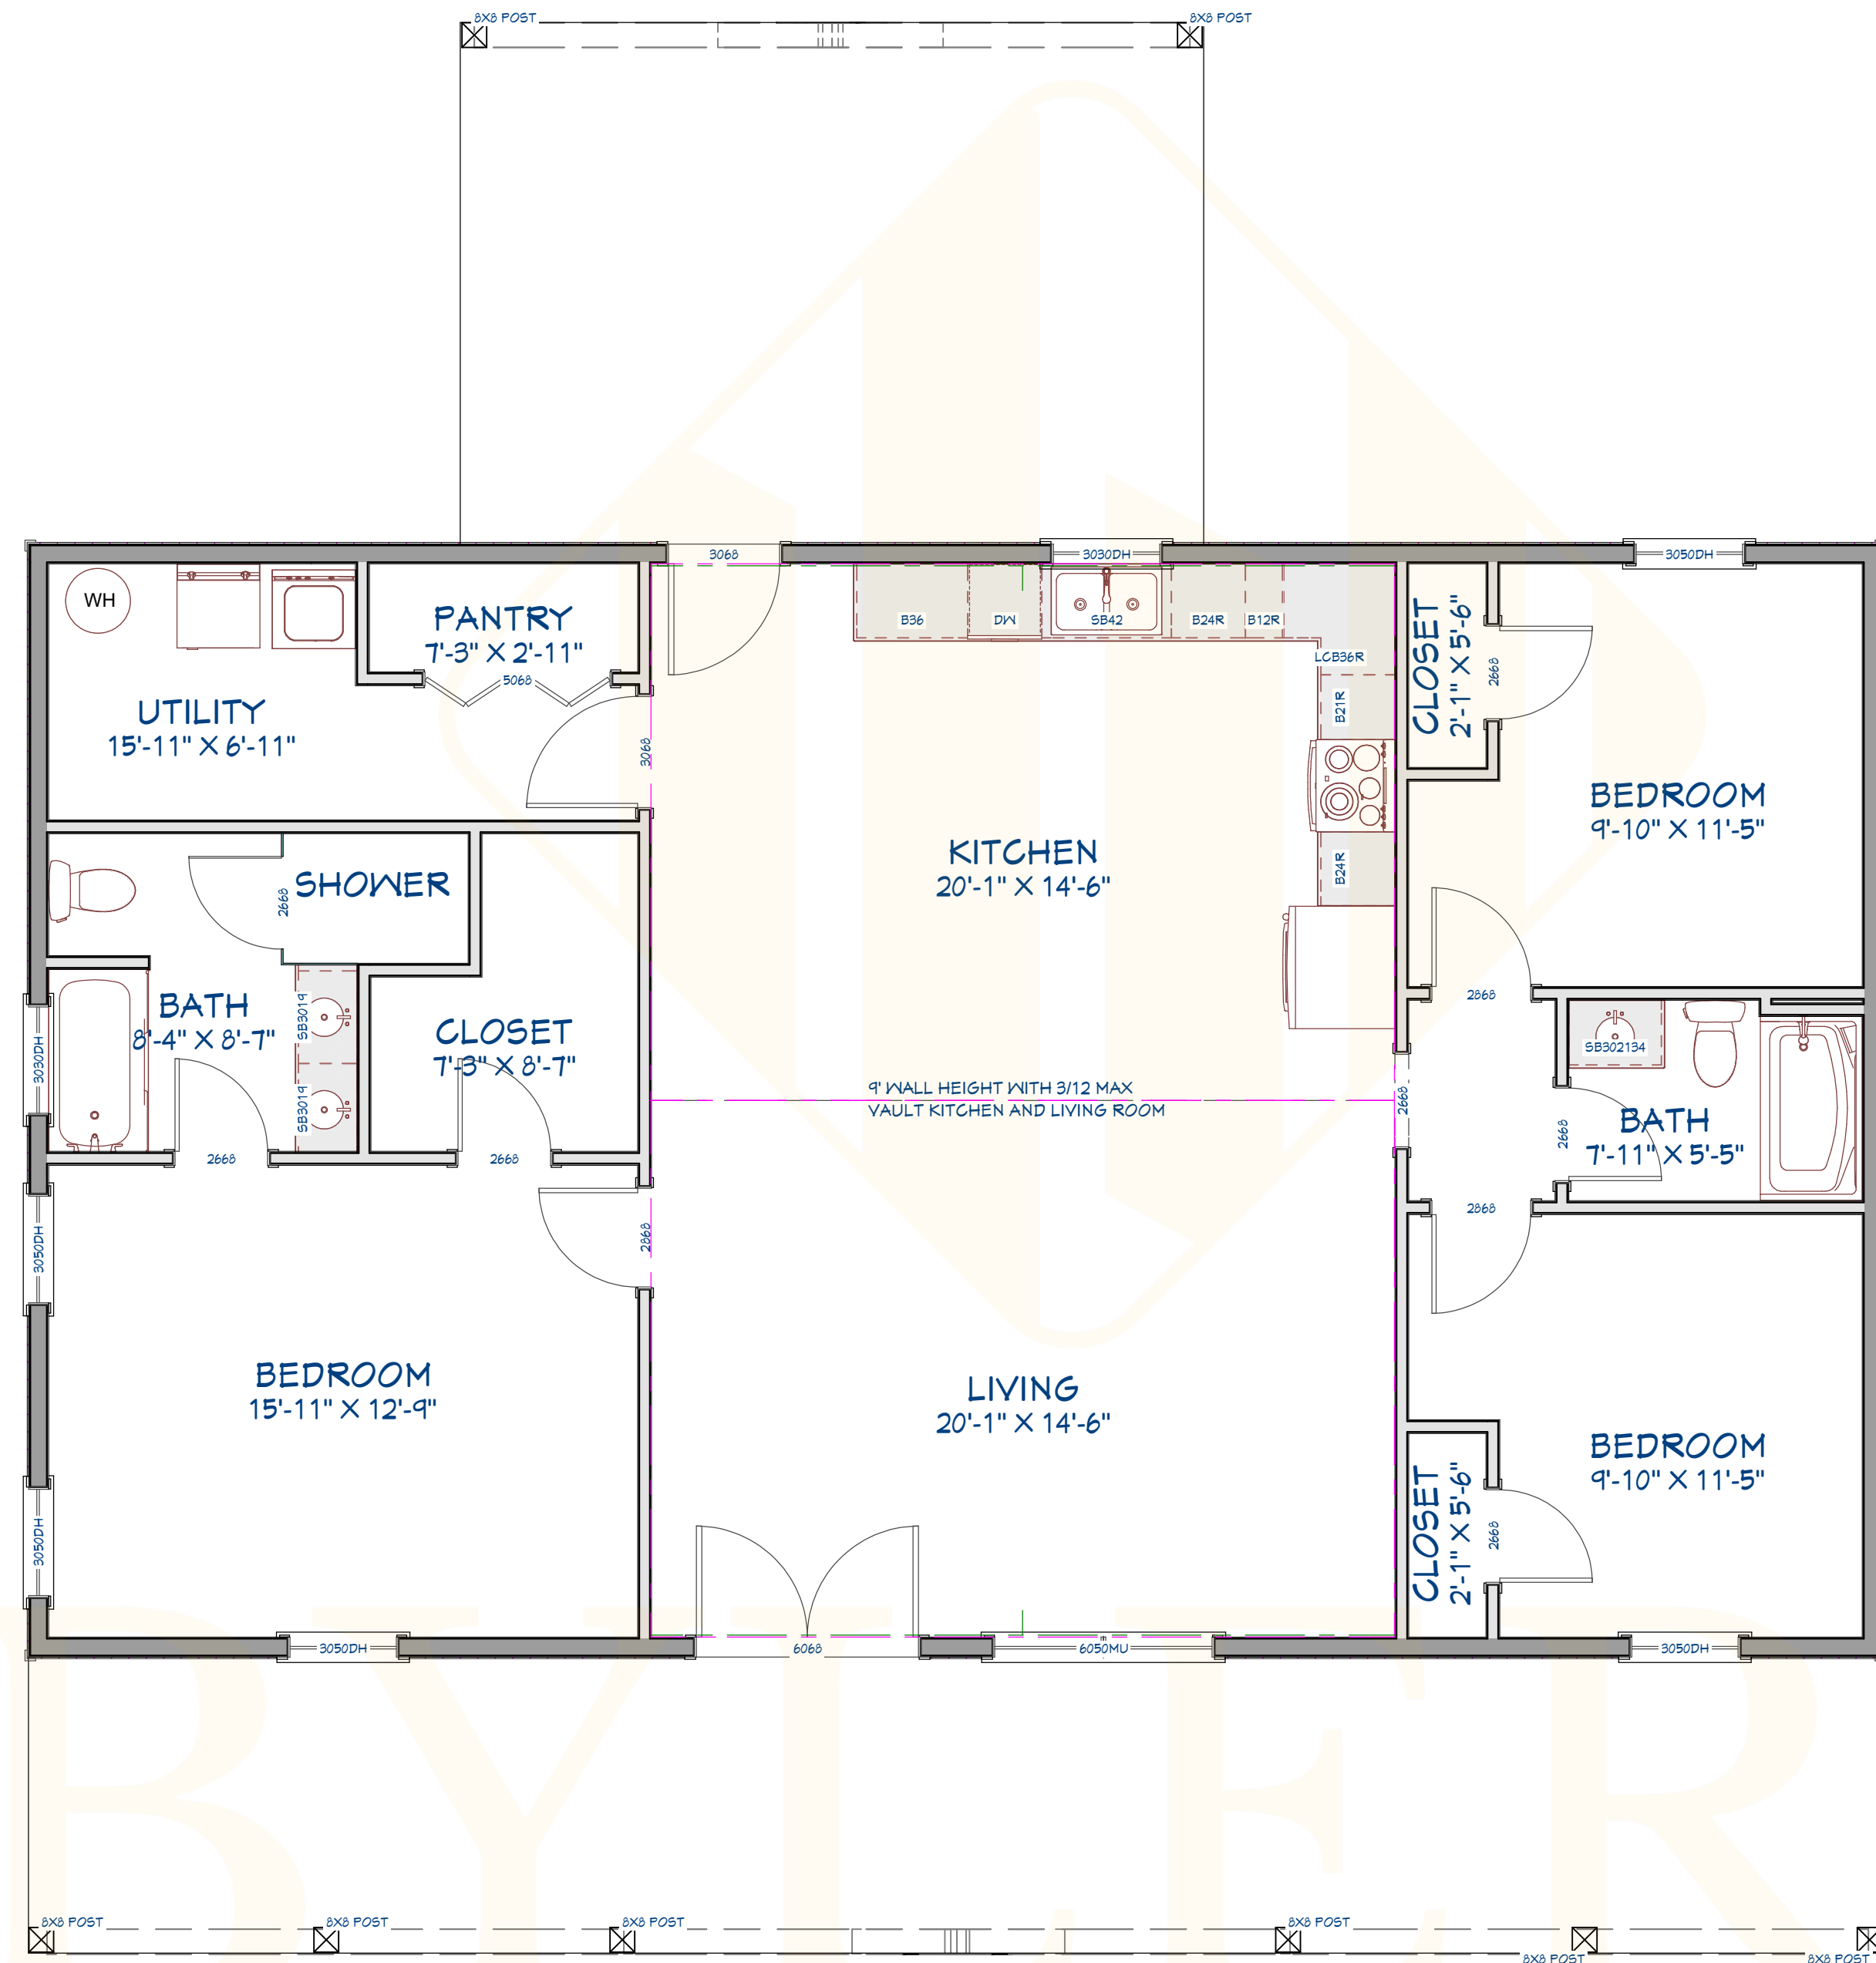 8X8 POST
8X8 POST
3068
3030DH
3050DH
WH
PANTRY
7'-3" X 2'-11"
5068
B36
DW
SB42
B24R
B12R
LCB36R
B21R
B24R
CLOSET
2'-1" X 5'-6"
2668
UTILITY
15'-11" X 6'-11"
3068
BEDROOM
9'-10" X 11'-5"
KITCHEN
20'-1" X 14'-6"
SHOWER
2668
BATH
8'-4" X 8'-7"
SB3019
SB3019
3030DH
CLOSET
7'-3" X 8'-7"
2868
SB302134
9' WALL HEIGHT WITH 3/12 MAX
VAULT KITCHEN AND LIVING ROOM
2668
2668
BATH
7'-11" X 5'-5"
2668
2668
2868
2868
3050DH
BEDROOM
15'-11" X 12'-9"
LIVING
20'-1" X 14'-6"
BEDROOM
9'-10" X 11'-5"
CLOSET
2'-1" X 5'-6"
2668
3050DH
3050DH
6068
6050MU
3050DH
BYLER
8X8 POST
8X8 POST
8X8 POST
8X8 POST
8X8 POST
8X8 POST